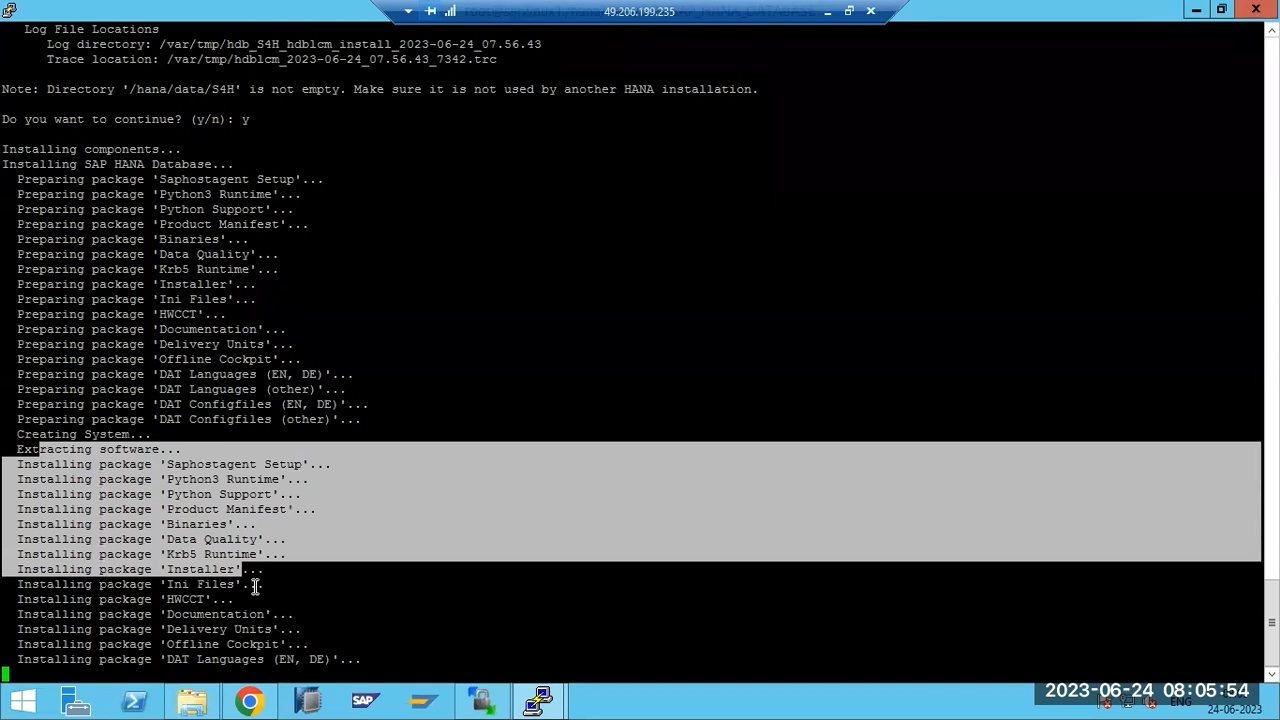 49.206.199.235
Log File Locations
Log directory: /var/tmp/hdb_S4H_hdblcm_install_2023-06-24_07.56.43
Trace location: /var/tmp/hdblcm_2023-06-24_07.56.43_7342.trc
Note: Directory '/hana/data/S4H' is not empty. Make sure it is not used by another HANA installation.
Do you want to continue? (y/n): y
Installing components...
Installing SAP HANA Database...
Preparing package 'Saphostagent Setup'...
Preparing package 'Python3 Runtime'...
Preparing package 'Python Support'...
Preparing package 'Product Manifest'...
Preparing package 'Binaries'...
Preparing package 'Data Quality'...
Preparing package 'Krb5 Runtime'...
Preparing package 'Installer'...
Preparing package 'Ini Files'...
Preparing package 'HWCCT'...
Preparing package 'Documentation'...
Preparing package 'Delivery Units'...
Preparing package 'Offline Cockpit'...
Preparing package 'DAT Languages (EN, DE)'...
Preparing package 'DAT Languages (other)'...
Preparing package 'DAT Configfiles (EN, DE)'...
Preparing package 'DAT Configfiles (other)'...
Creating System...
Extracting software...
Installing package 'Saphostagent Setup'...
Installing package 'Python3 Runtime'...
Installing package 'Python Support'...
Installing package 'Product Manifest'...
Installing package 'Binaries'...
Installing package 'Data Quality'...
Installing package 'Krb5 Runtime'...
Installing package 'Installer'...
Installing package 'Ini Files'...
Installing package 'HWCCT'...
Installing package 'Documentation'...
Installing package 'Delivery Units'...
Installing package 'Offline Cockpit'...
Installing package 'DAT Languages (EN, DE)'...
SAP
2023-06-24 08:05:54
ENG
24-06-2023